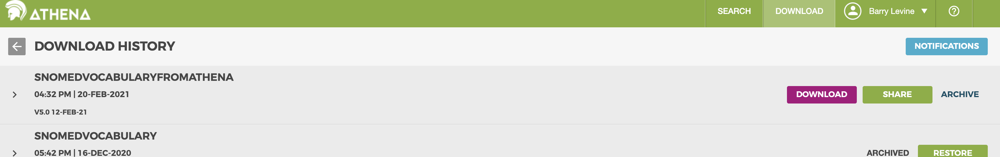 ATHENA
SEARCH
DOWNLOAD
Barry Levine
DOWNLOAD HISTORY
NOTIFICATIONS
SNOMEDVOCABULARYFROMATHENA
04:32 PM | 20-FEB-2021
DOWNLOAD
SHARE
ARCHIVE
V5.0 12-FEB-21
SNOMEDVOCABULARY
05:42 PM | 16-DEC-2020
ARCHIVED
RESTORE